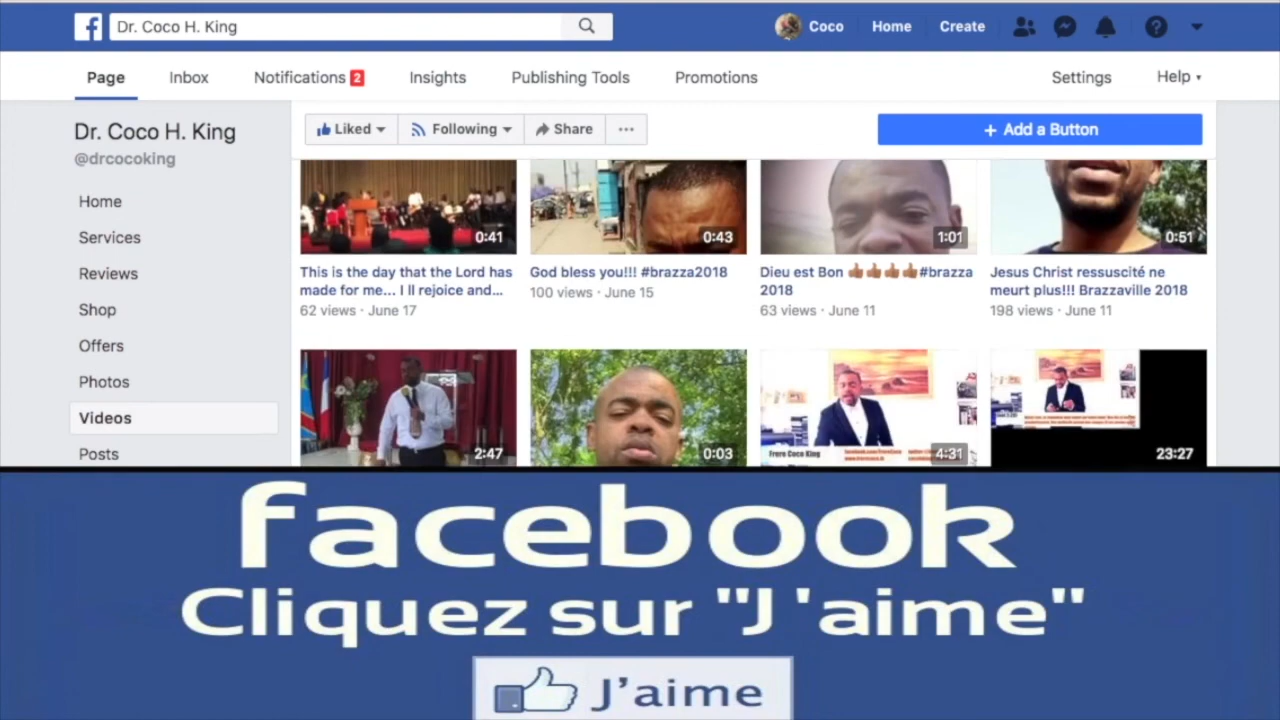 f
Dr. Coco H. King
Coco Home Create
Page Inbox Notifications 2 Insights Publishing Tools Promotions Settings Help
Dr. Coco H. King
@drcocoking
Liked Following Share ... + Add a Button
Home
Services
Reviews
Shop
Offers
Photos
Videos
Posts
0:41
This is the day that the Lord has
made for me... I ll rejoice and...
62 views · June 17
0:43
God bless you!!! #brazza2018
100 views · June 15
1:01
Dieu est Bon 👍🏽👍🏽👍🏽👍🏽#brazza
2018
63 views · June 11
0:51
Jesus Christ ressuscité ne
meurt plus!!! Brazzaville 2018
198 views · June 11
2:47
0:03
Frere Coco King
4:31
23:27
facebook
Cliquez sur "J 'aime"
J'aime